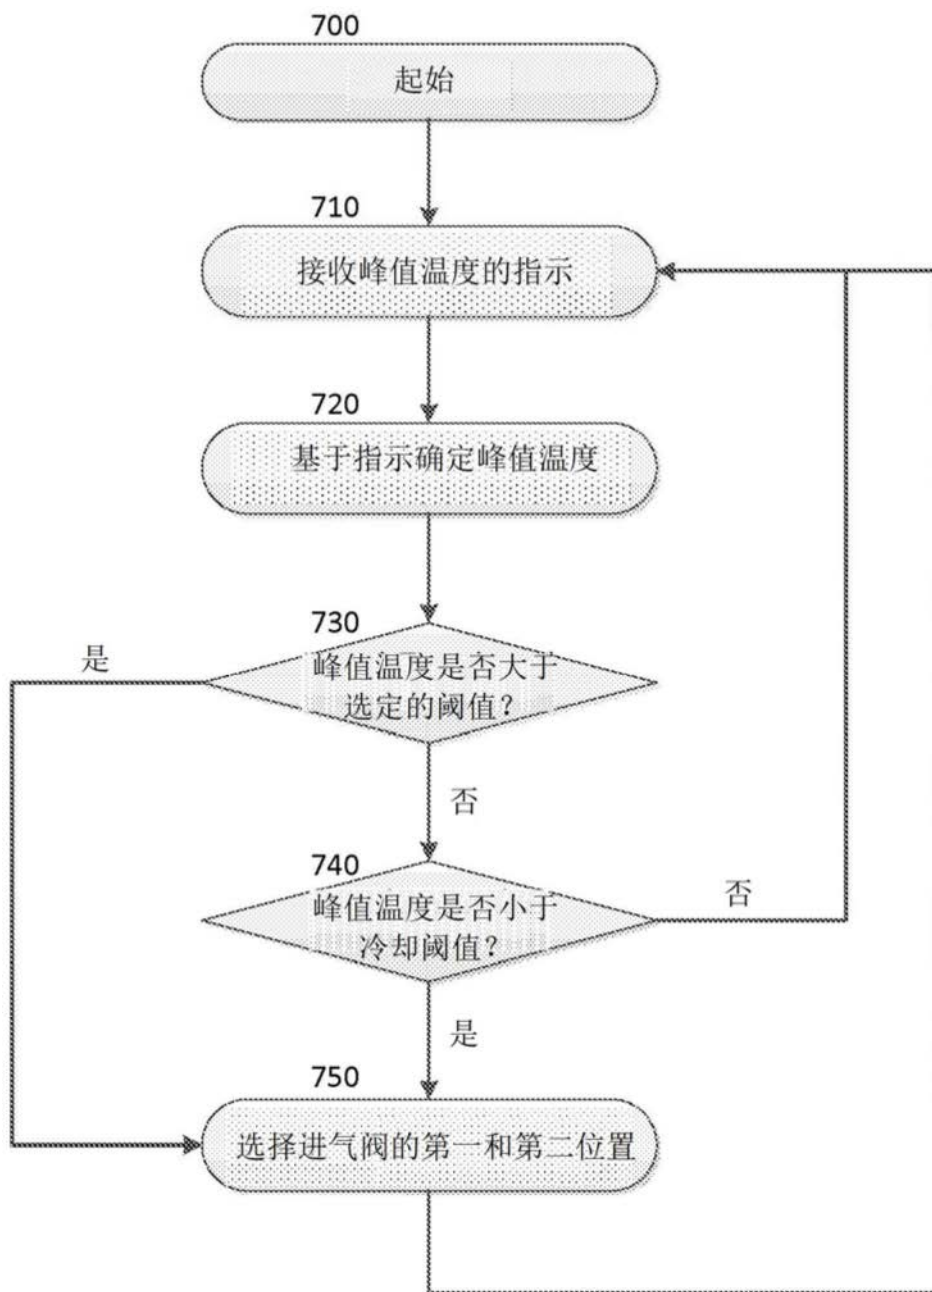 700
起始
710
接收峰值温度的指示
720
基于指示确定峰值温度
730
是
峰值温度是否大于
选定的阈值?
否
740
峰值温度是否小于
冷却阈值?
否
是
750
选择进气阀的第一和第二位置